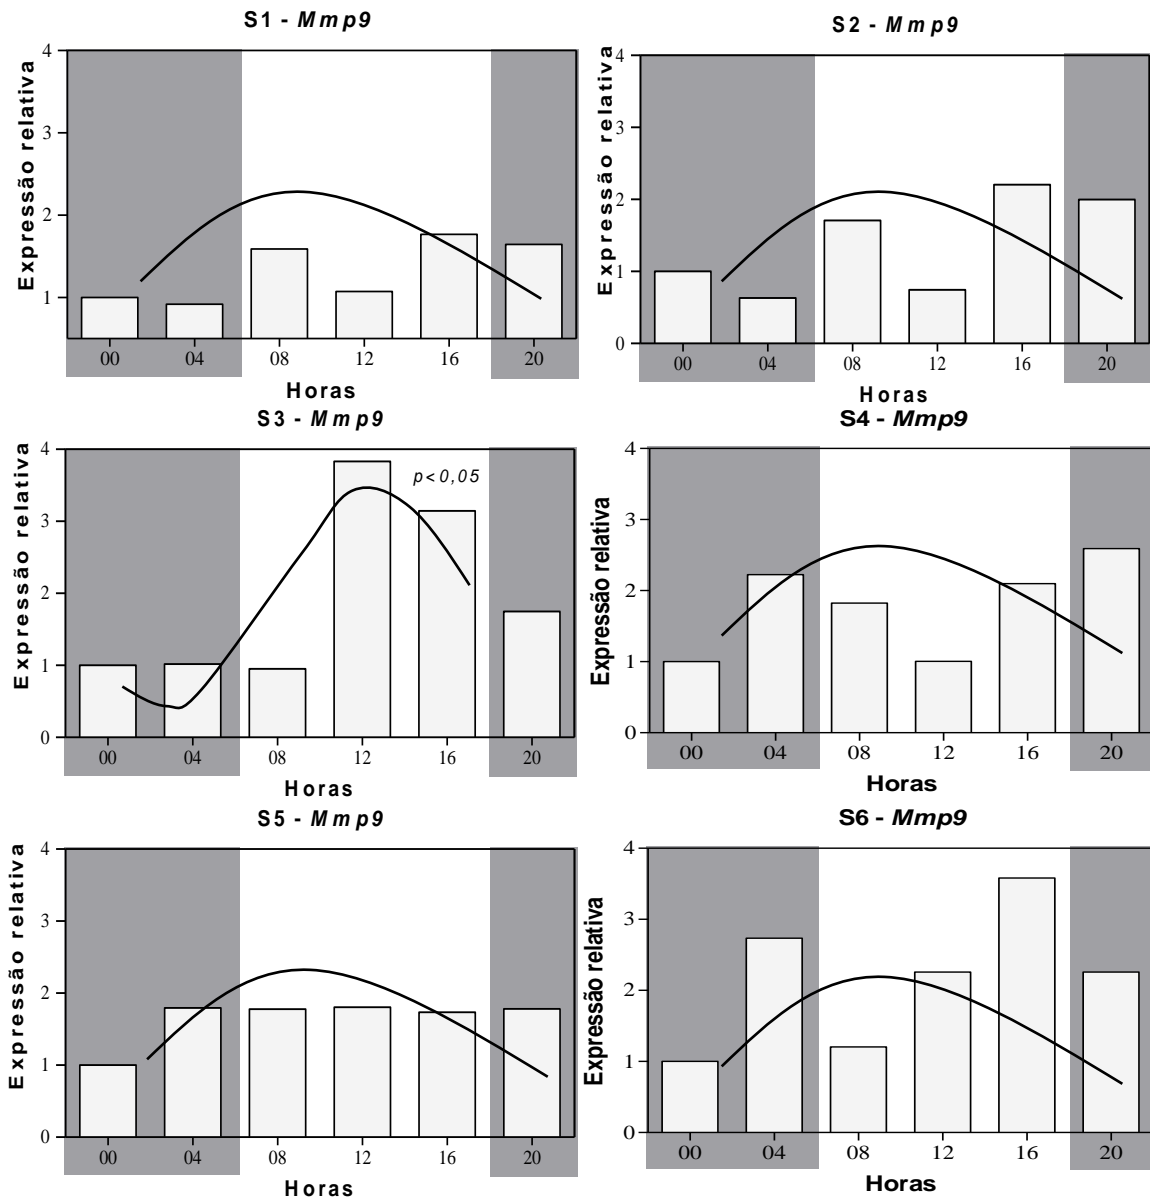 S1 - Mmp9
Expressão relativa
4
3
2
1
00 04 08 12 16 20
Horas
S2 - Mmp9
Expressão relativa
4
3
2
1
0
00 04 08 12 16 20
Horas
S3 - Mmp9
Expressão relativa
4
3
2
1
0
p<0,05
00 04 08 12 16 20
Horas
S4 - Mmp9
Expressão relativa
4
3
2
1
0
00 04 08 12 16 20
Horas
S5 - Mmp9
Expressão relativa
4
3
2
1
0
00 04 08 12 16 20
Horas
S6 - Mmp9
Expressão relativa
4
3
2
1
0
00 04 08 12 16 20
Horas